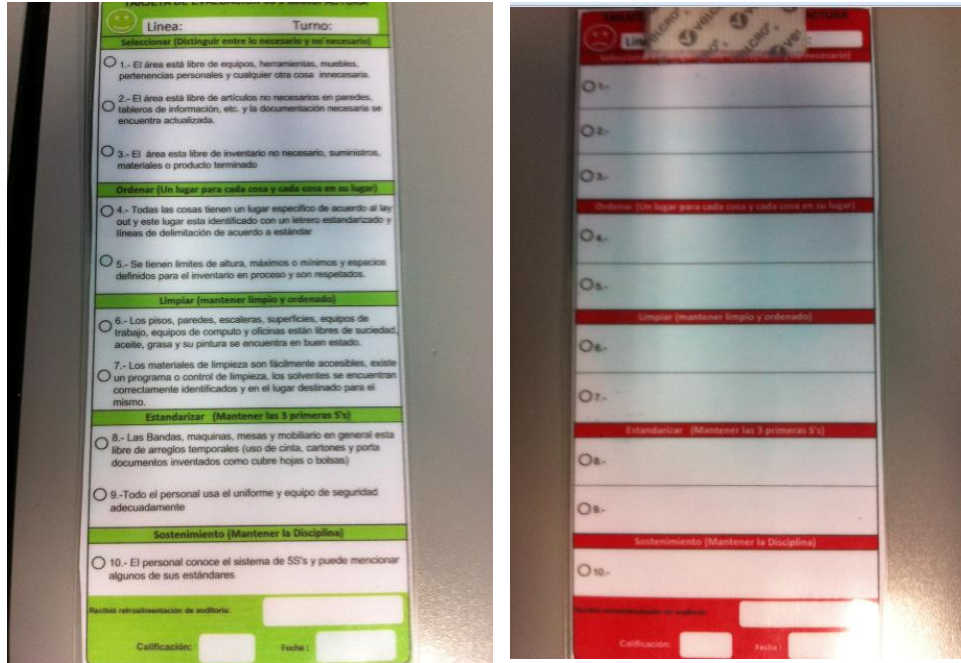 TARJETA DE EVALUACION 5S's MANUFACTURA
Línea: Turno:
Seleccionar (Distinguir entre lo necesario y no necesario)
1.- El área está libre de equipos, herramientas, muebles,
pertenencias personales y cualquier otra cosa innecesaria.
2.- El área está libre de artículos no necesarios en paredes,
tableros de información, etc. y la documentación necesaria se
encuentra actualizada.
3.- El área esta libre de inventario no necesario, suministros,
materiales o producto terminado
Ordenar (Un lugar para cada cosa y cada cosa en su lugar)
4.- Todas las cosas tienen un lugar especifico de acuerdo al lay
out y este lugar esta identificado con un letrero estandarizado y
líneas de delimitación de acuerdo a estándar
5.- Se tienen limites de altura, máximos o mínimos y espacios
definidos para el inventario en proceso y son respetados.
Limpiar (mantener limpio y ordenado)
6.- Los pisos, paredes, escaleras, superficies, equipos de
trabajo, equipos de computo y oficinas están libres de suciedad,
aceite, grasa y su pintura se encuentra en buen estado.
7.- Los materiales de limpieza son fácilmente accesibles, existe
un programa o control de limpieza, los solventes se encuentran
correctamente identificados y en el lugar destinado para el
mismo.
Estandarizar (Mantener las 3 primeras S's)
8.- Las Bandas, maquinas, mesas y mobiliario en general esta
libre de arreglos temporales (uso de cinta, cartones y porta
documentos inventados como cubre hojas o bolsas)
9.-Todo el personal usa el uniforme y equipo de seguridad
adecuadamente
Sostenimiento (Mantener la Disciplina)
10.- El personal conoce el sistema de 5S's y puede mencionar
algunos de sus estándares
Recibió retroalimentación de auditoria:
Calificación: Fecha :
VELCRO
1.-
2.-
3.-
Ordenar (Un lugar para cada cosa y cada cosa en su lugar)
4.-
5.-
Limpiar (mantener limpio y ordenado)
6.-
7.-
Estandarizar (Mantener las 3 primeras S's)
8.-
9.-
Sostenimiento (Mantener la Disciplina)
10.-
Recibió retroalimentación de auditoria:
Calificación: Fecha :